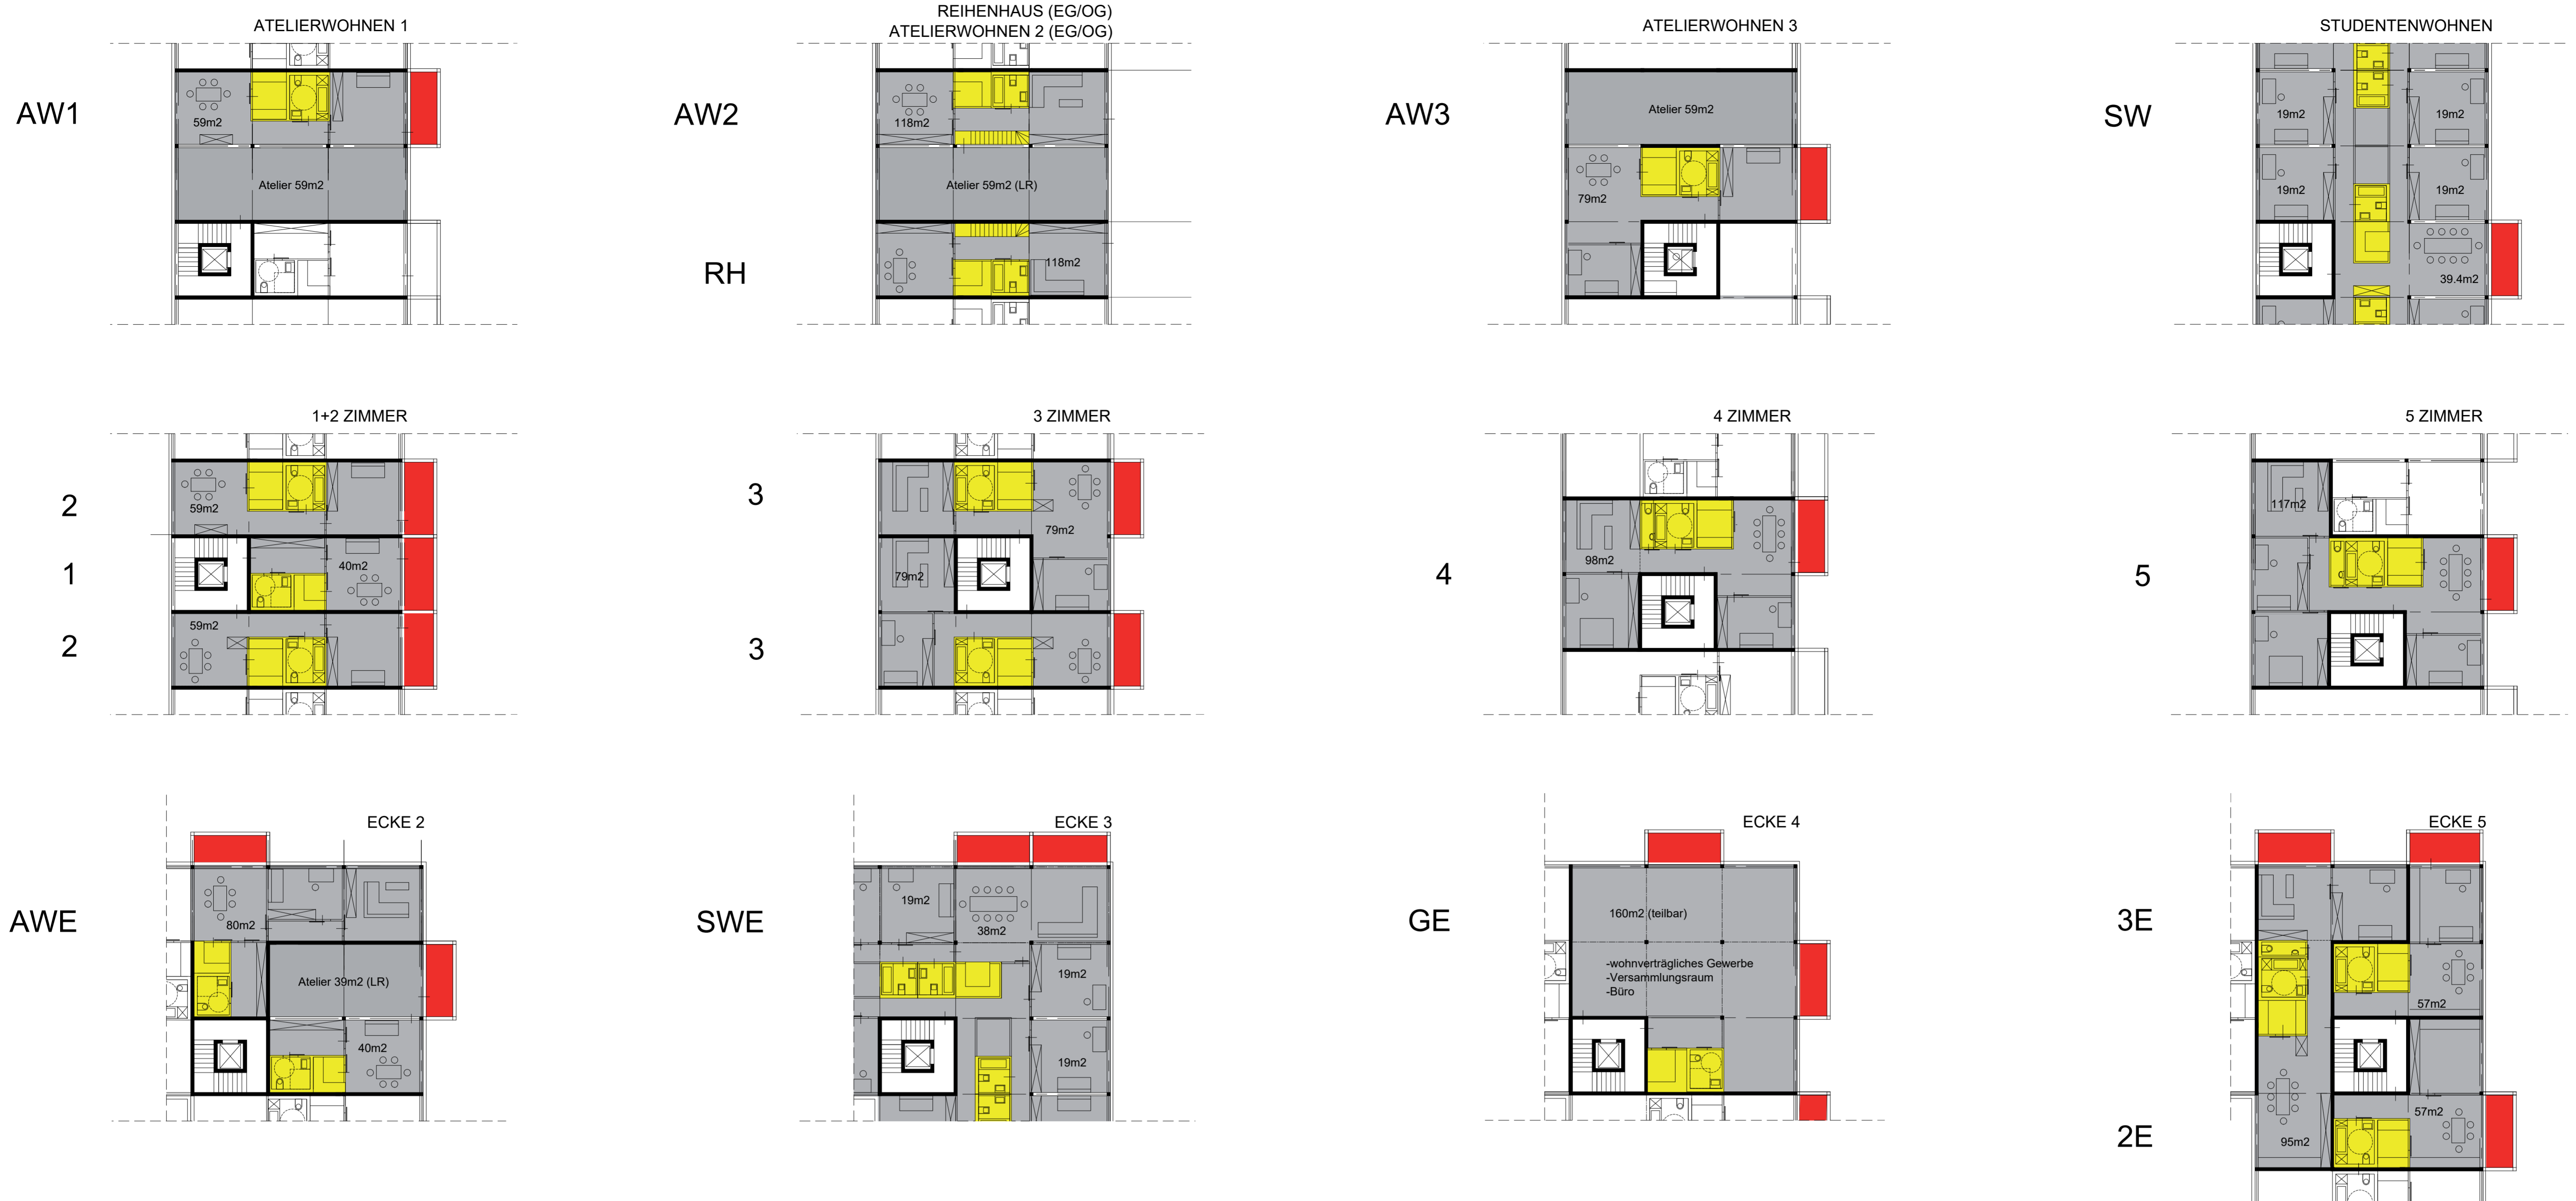 ATELIERWOHNEN 1
AW1
59m2
Atelier 59m2
REIHENHAUS (EG/OG)
ATELIERWOHNEN 2 (EG/OG)
AW2
118m2
Atelier 59m2 (LR)
RH
118m2
ATELIERWOHNEN 3
AW3
Atelier 59m2
79m2
STUDENTENWOHNEN
SW
19m2
19m2
19m2
19m2
39.4m2
1+2 ZIMMER
2
59m2
1
40m2
2
59m2
3 ZIMMER
3
79m2
79m2
3
4 ZIMMER
4
98m2
5 ZIMMER
117m2
5
ECKE 2
AWE
80m2
Atelier 39m2 (LR)
40m2
ECKE 3
SWE
19m2
38m2
19m2
19m2
ECKE 4
GE
160m2 (teilbar)
-wohnverträgliches Gewerbe
-Versammlungsraum
-Büro
ECKE 5
3E
57m2
57m2
2E
95m2